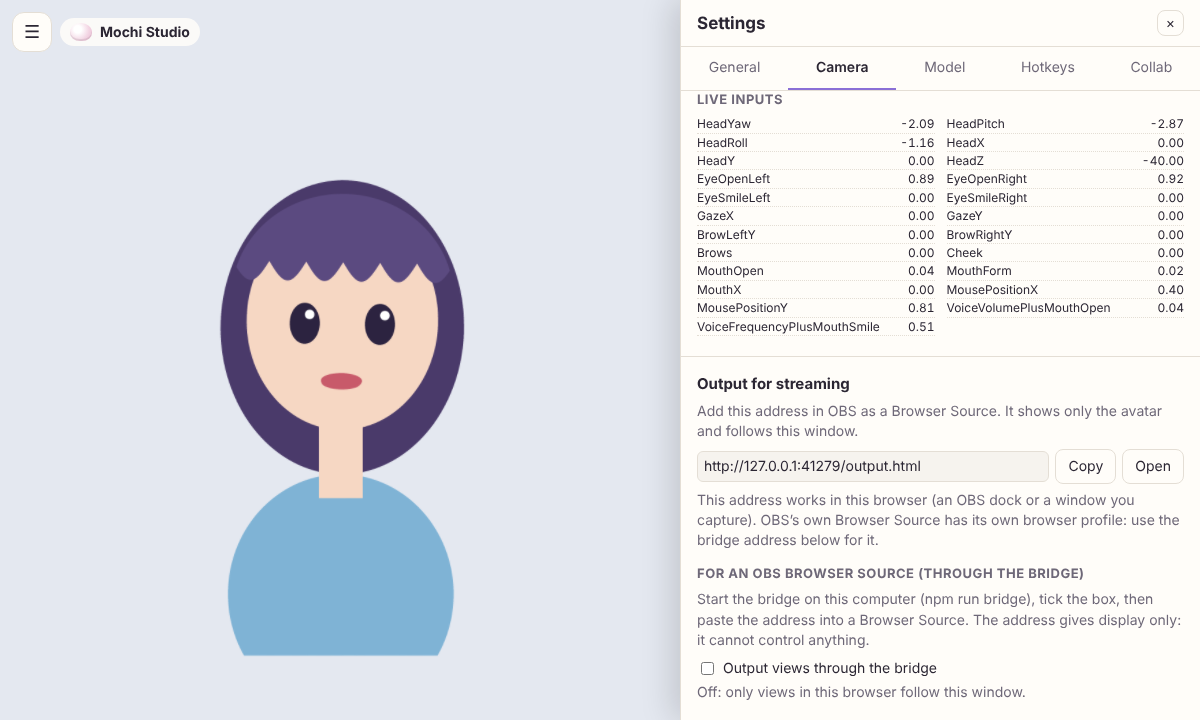 ☰ Mochi Studio
Settings ×
General Camera Model Hotkeys Collab
LIVE INPUTS
HeadYaw -2.09 HeadPitch -2.87
HeadRoll -1.16 HeadX 0.00
HeadY 0.00 HeadZ -40.00
EyeOpenLeft 0.89 EyeOpenRight 0.92
EyeSmileLeft 0.00 EyeSmileRight 0.00
GazeX 0.00 GazeY 0.00
BrowLeftY 0.00 BrowRightY 0.00
Brows 0.00 Cheek 0.00
MouthOpen 0.04 MouthForm 0.02
MouthX 0.00 MousePositionX 0.40
MousePositionY 0.81 VoiceVolumePlusMouthOpen 0.04
VoiceFrequencyPlusMouthSmile 0.51
Output for streaming
Add this address in OBS as a Browser Source. It shows only the avatar
and follows this window.
http://127.0.0.1:41279/output.html Copy Open
This address works in this browser (an OBS dock or a window you
capture). OBS’s own Browser Source has its own browser profile: use the
bridge address below for it.
FOR AN OBS BROWSER SOURCE (THROUGH THE BRIDGE)
Start the bridge on this computer (npm run bridge), tick the box, then
paste the address into a Browser Source. The address gives display only:
it cannot control anything.
Output views through the bridge
Off: only views in this browser follow this window.